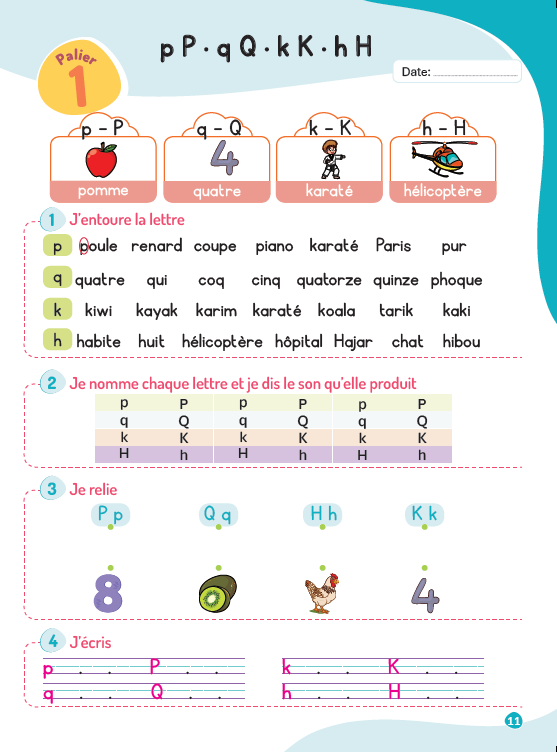 p P · q Q · k K · h H
Palier
1
Date:
p - P
q - Q
k - K
h - H
4
pomme
quatre
karaté
hélicoptère
1 J'entoure la lettre
p poule renard coupe piano karaté Paris pur
q quatre qui coq cinq quatorze quinze phoque
k kiwi kayak karim karaté koala tarik kaki
h habite huit hélicoptère hôpital Hajar chat hibou
2 Je nomme chaque lettre et je dis le son qu'elle produit
p P p P p P
q Q q Q q Q
k K k K k K
H h H h H h
3 Je relie
P p Q q H h K k
8 4
4 J'écris
p . . P . . k . . K . .
q . . Q . . h . . H . .
11